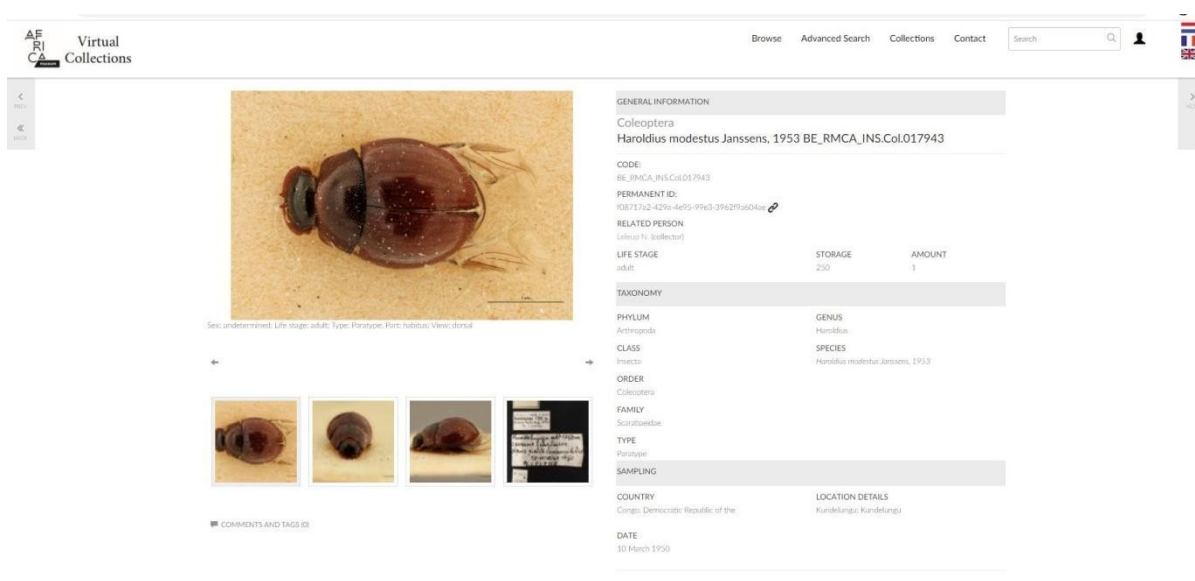 AFRICA
museum
Virtual
Collections
Browse Advanced Search Collections Contact Search
PREV
BACK
GENERAL INFORMATION
Coleoptera
Haroldius modestus Janssens, 1953 BE_RMCA_INS.Col.017943
CODE:
BE_RMCA_INS.Col.017943
PERMANENT ID:
RELATED PERSON
Leleup N. (collector)
LIFE STAGE STORAGE AMOUNT
adult 250 1
TAXONOMY
PHYLUM GENUS
Arthropoda Haroldius
CLASS SPECIES
Insecta Haroldius modestus Janssens, 1953
ORDER
Coleoptera
FAMILY
Scarabaeidae
TYPE
Paratype
SAMPLING
COUNTRY LOCATION DETAILS
Congo, Democratic Republic of the Kundelungu: Kundelungu
DATE
10 March 1950
Sex: undetermined; Life stage: adult; Type: Paratype; Part: habitus; View: dorsal
COMMENTS AND TAGS (0)